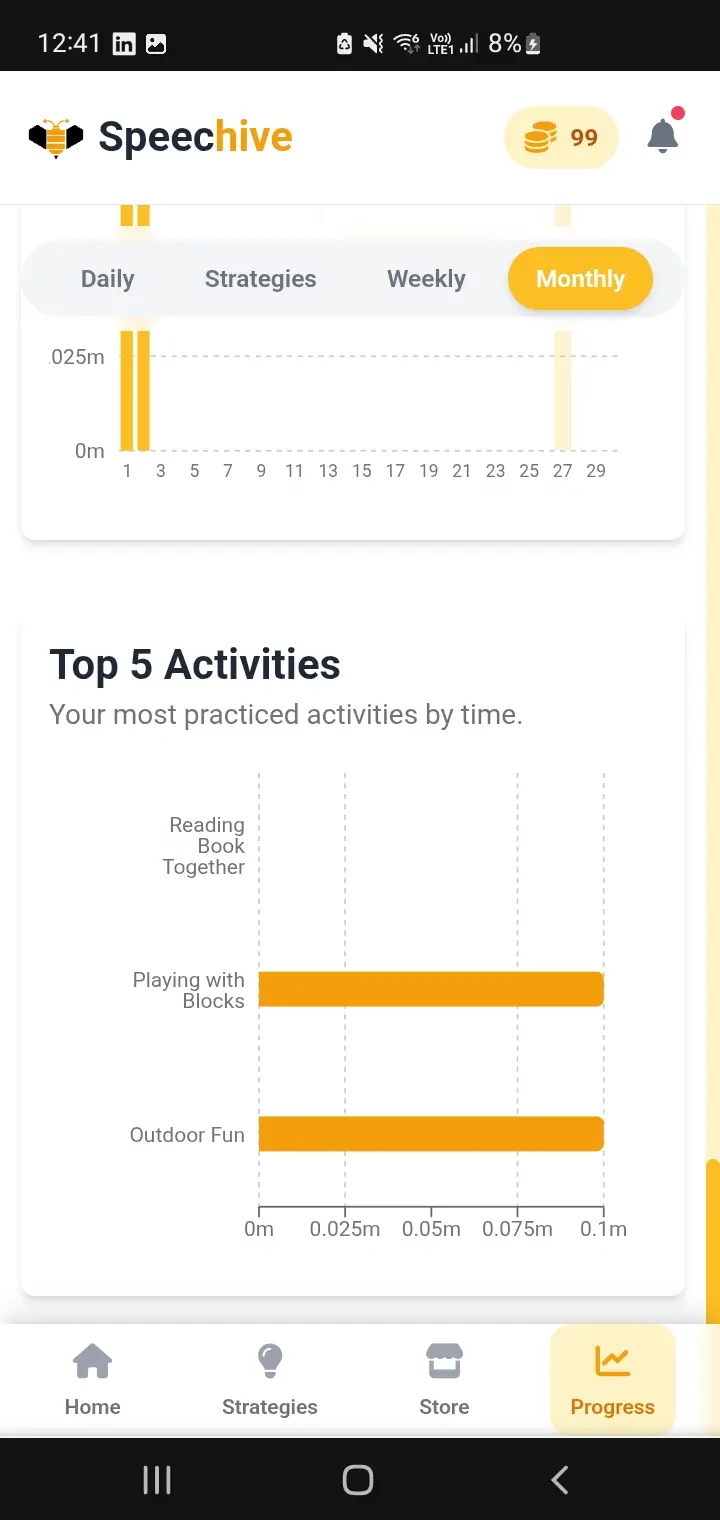 12:41
Vo)) LTE1 8%
Speechive
99
Daily Strategies Weekly Monthly
.025m
0m
1 3 5 7 9 11 13 15 17 19 21 23 25 27 29
Top 5 Activities
Your most practiced activities by time.
Reading
Book
Together
Playing with
Blocks
Outdoor Fun
0m 0.025m 0.05m 0.075m 0.1m
Home Strategies Store Progress